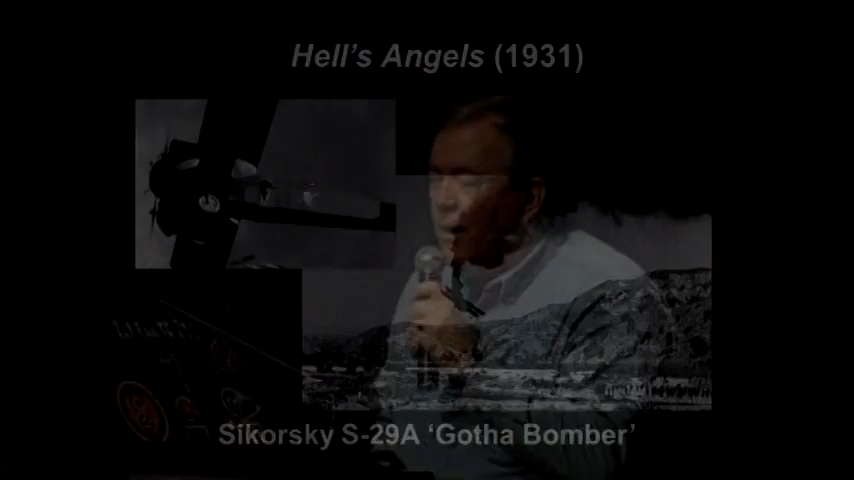 Hell's Angels (1931)
Sikorsky S-29A ‘Gotha Bomber’